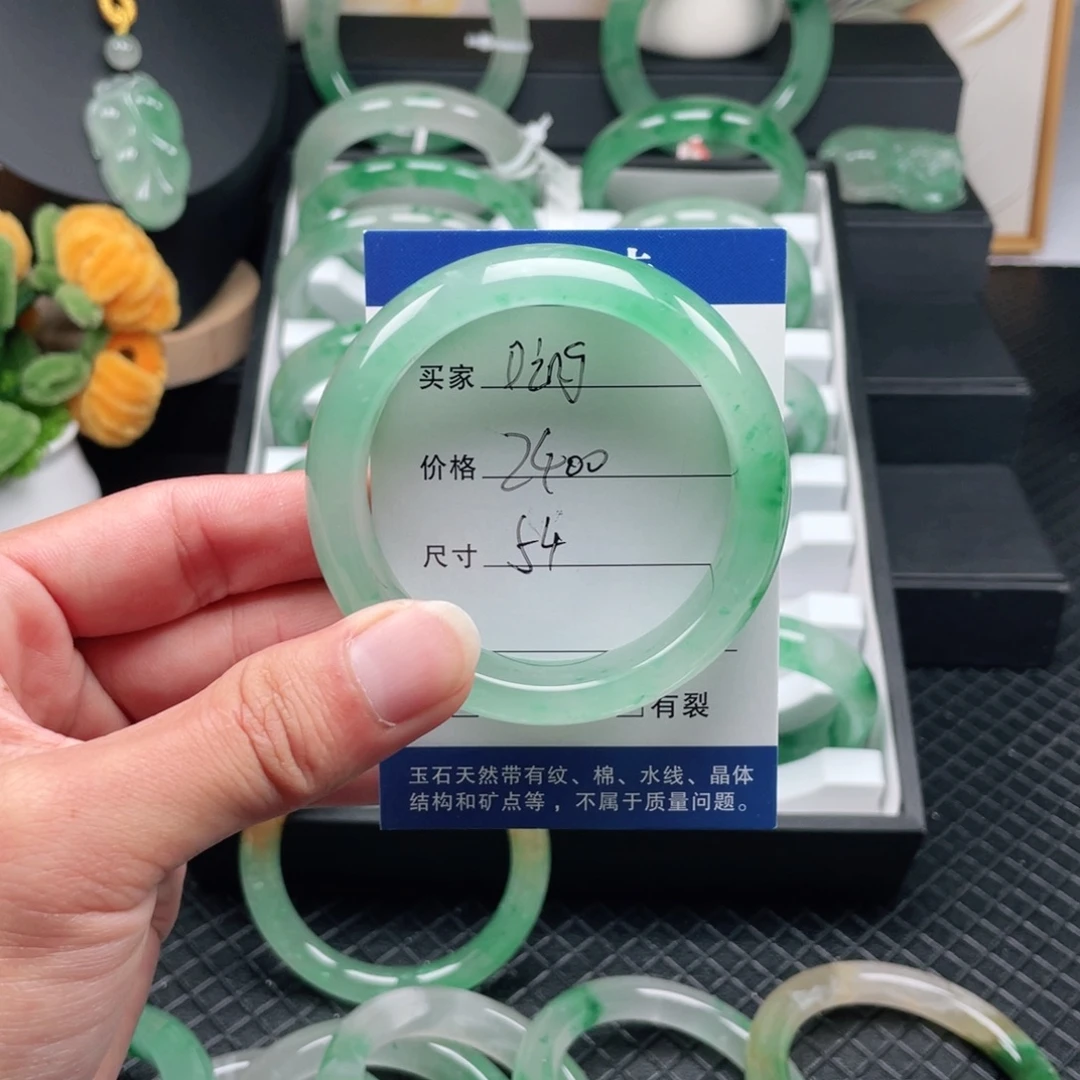 买家 Ding
价格 2400
尺寸 54
有裂
玉石天然带有纹、棉、水线、晶体
结构和矿点等，不属于质量问题。